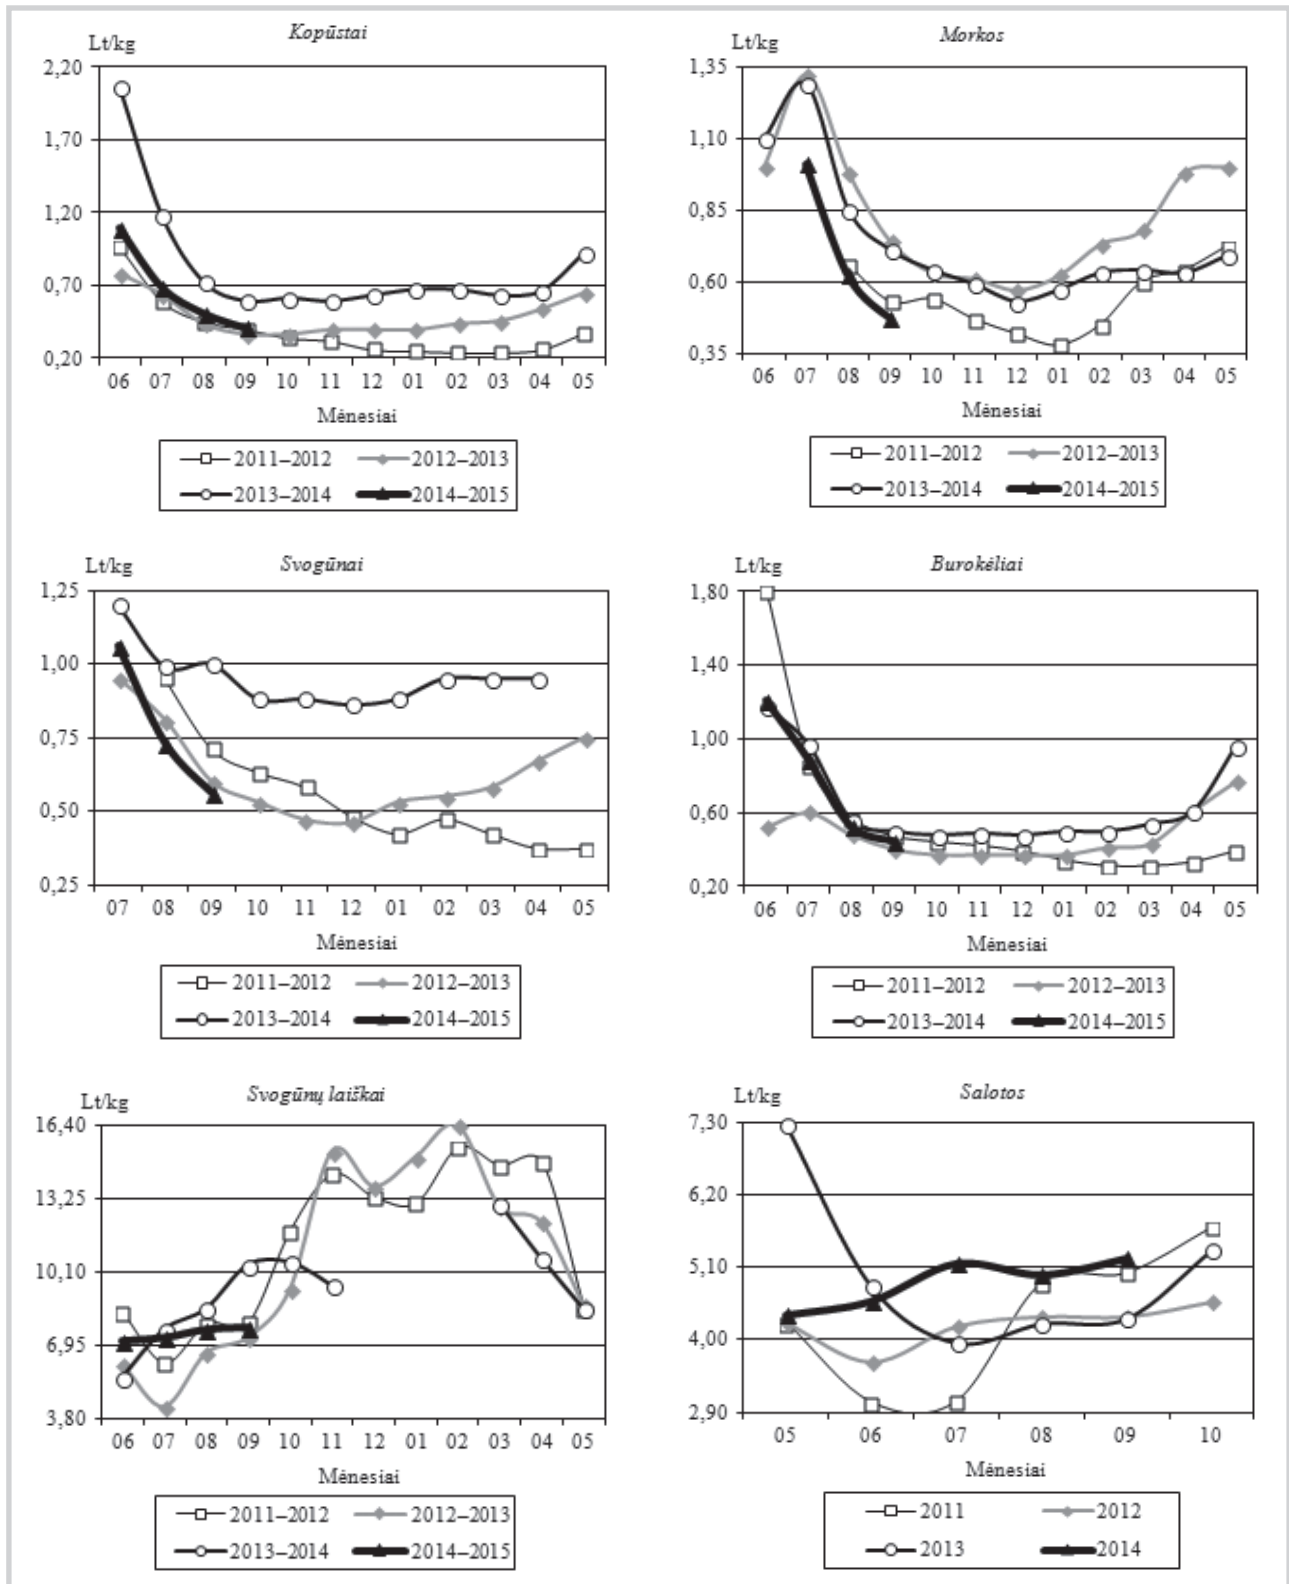 Kopūstai
Lt/kg
2,20
1,70
1,20
0,70
0,20
06 07 08 09 10 11 12 01 02 03 04 05
Mėnesiai
2011–2012 2012–2013
2013–2014 2014–2015
Morkos
Lt/kg
1,35
1,10
0,85
0,60
0,35
06 07 08 09 10 11 12 01 02 03 04 05
Mėnesiai
2011–2012 2012–2013
2013–2014 2014–2015
Svogūnai
Lt/kg
1,25
1,00
0,75
0,50
0,25
07 08 09 10 11 12 01 02 03 04 05
Mėnesiai
2011–2012 2012–2013
2013–2014 2014–2015
Burokėliai
Lt/kg
1,80
1,40
1,00
0,60
0,20
06 07 08 09 10 11 12 01 02 03 04 05
Mėnesiai
2011–2012 2012–2013
2013–2014 2014–2015
Svogūnų laiškai
Lt/kg
16,40
13,25
10,10
6,95
3,80
06 07 08 09 10 11 12 01 02 03 04 05
Mėnesiai
2011–2012 2012–2013
2013–2014 2014–2015
Salotos
Lt/kg
7,30
6,20
5,10
4,00
2,90
05 06 07 08 09 10
Mėnesiai
2011 2012
2013 2014